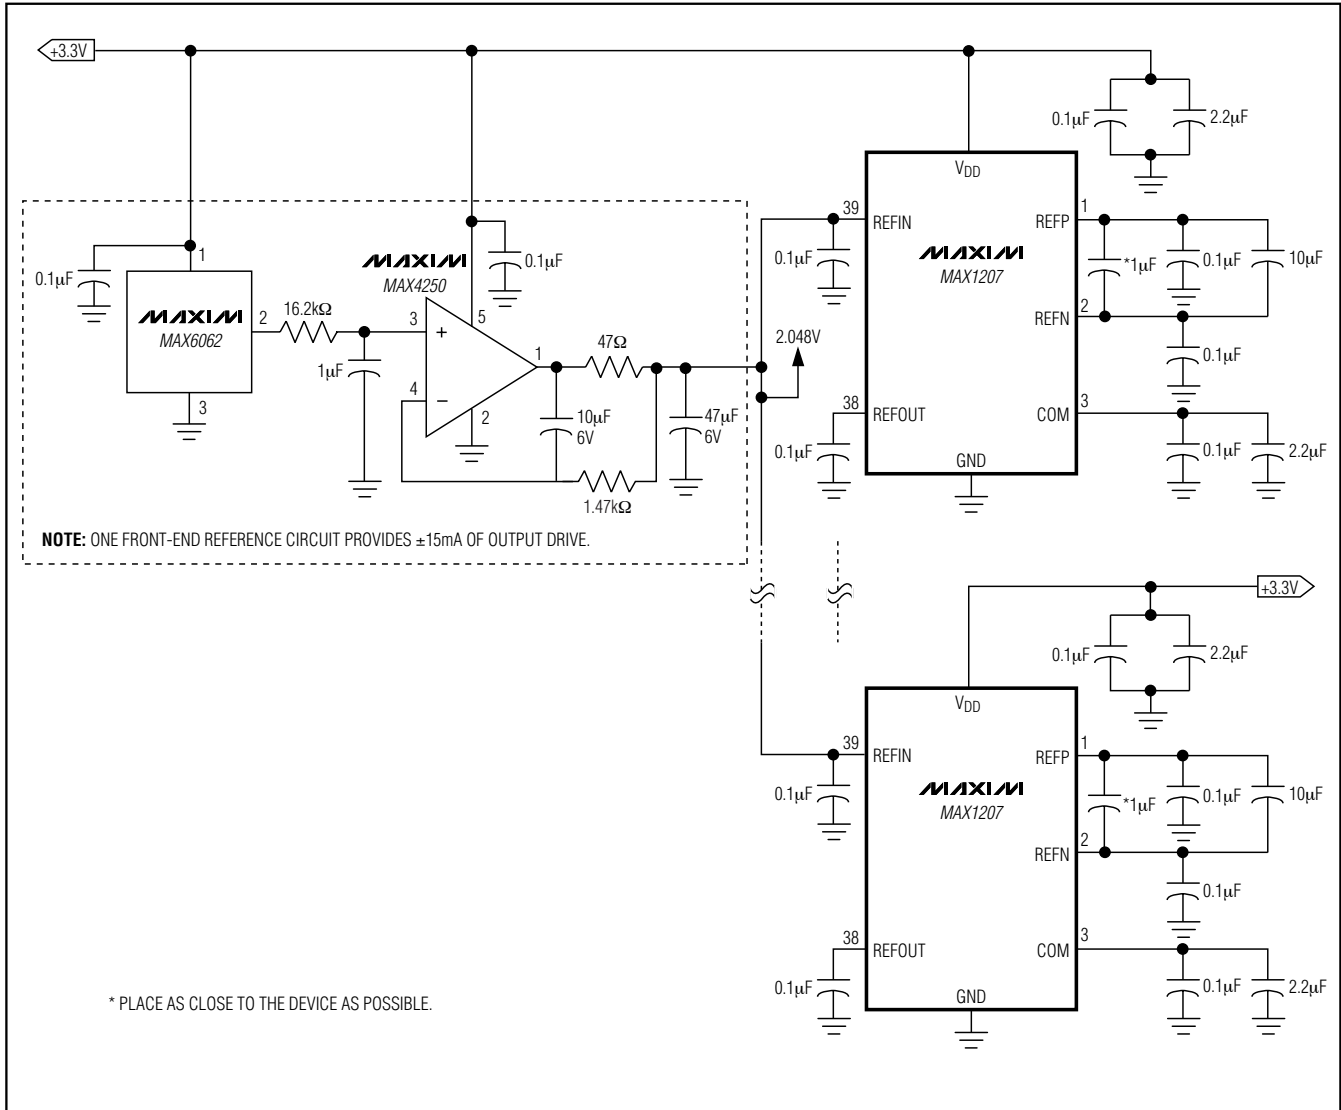 +3.3V
0.1μF
2.2μF
VDD
39
REFIN
REFP
1
MAXIM
MAX1207
0.1μF
*1μF
0.1μF
10μF
REFN
2
0.1μF
38
REFOUT
COM
3
0.1μF
0.1μF
2.2μF
GND
0.1μF
1
MAXIM
MAX6062
2
3
16.2kΩ
1μF
MAXIM
MAX4250
0.1μF
3
+
5
4
−
2
1
47Ω
10μF
6V
47μF
6V
1.47kΩ
2.048V
NOTE: ONE FRONT-END REFERENCE CIRCUIT PROVIDES ±15mA OF OUTPUT DRIVE.
+3.3V
0.1μF
2.2μF
VDD
39
REFIN
REFP
1
MAXIM
MAX1207
0.1μF
*1μF
0.1μF
10μF
REFN
2
0.1μF
38
REFOUT
COM
3
0.1μF
0.1μF
2.2μF
GND
* PLACE AS CLOSE TO THE DEVICE AS POSSIBLE.